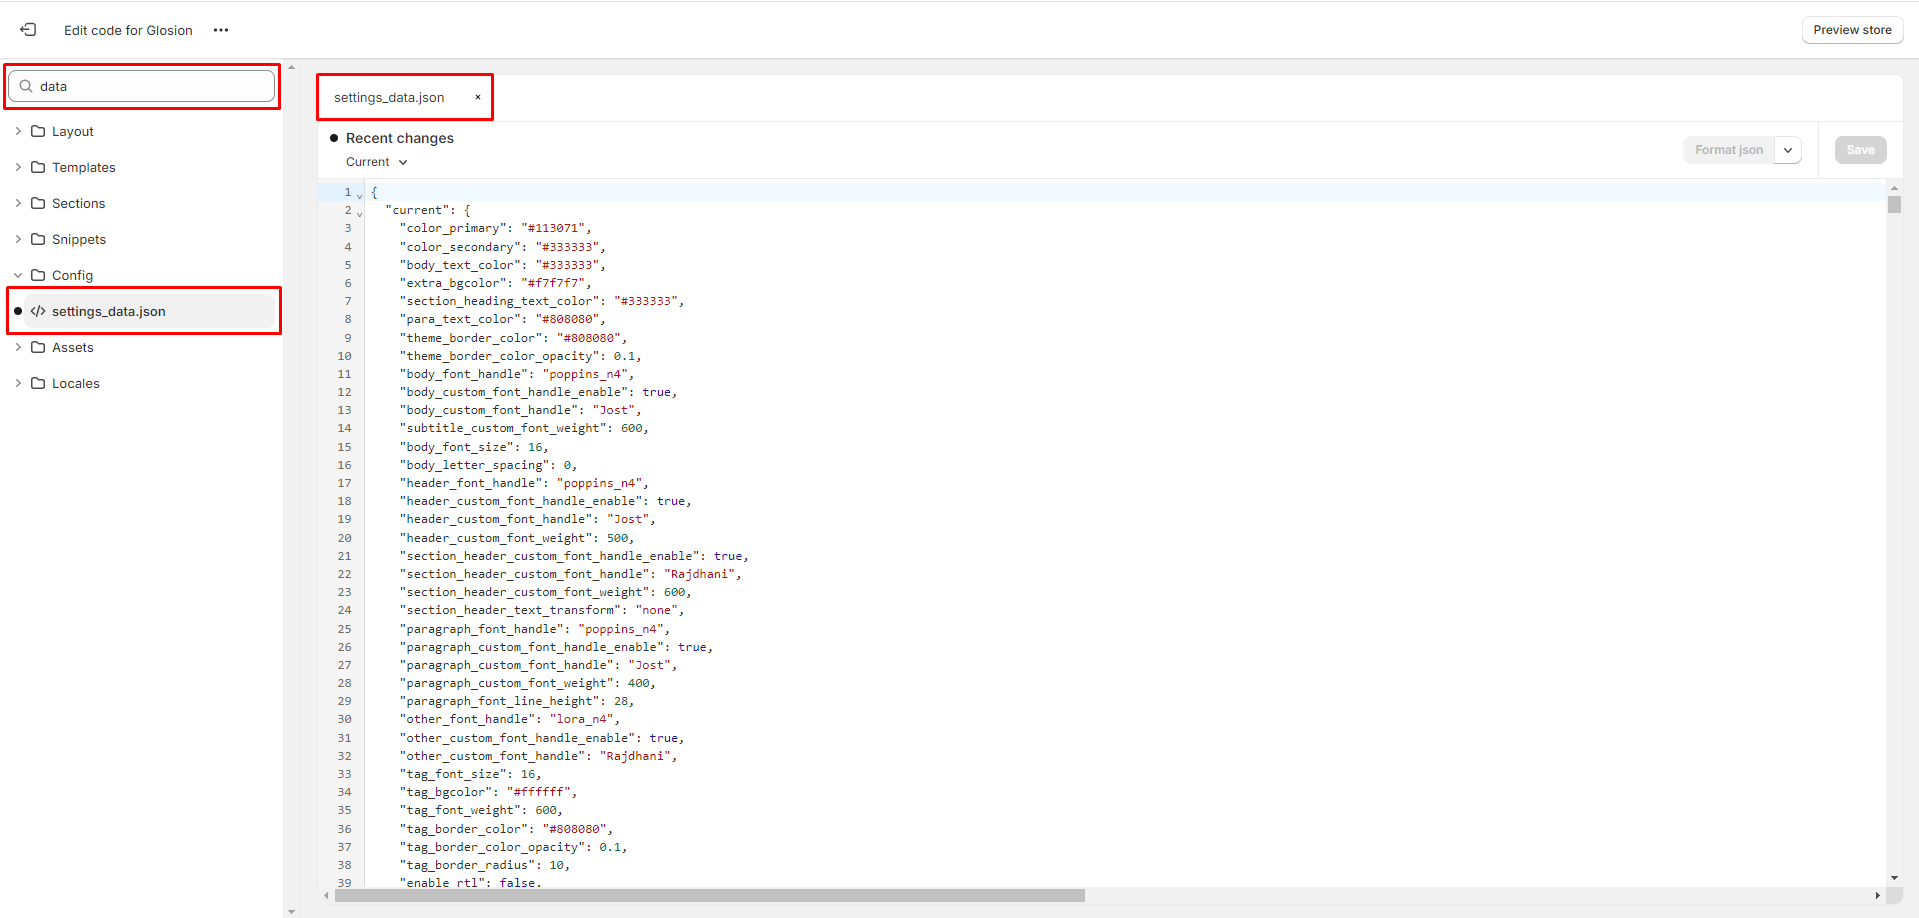 Edit code for Glosion
Preview store
data
Layout
Templates
Sections
Snippets
Config
settings_data.json
Assets
Locales
settings_data.json ×
Recent changes
Current
Format json
Save
1 {
2 "current": {
3 "color_primary": "#113071",
4 "color_secondary": "#333333",
5 "body_text_color": "#333333",
6 "extra_bgcolor": "#f7f7f7",
7 "section_heading_text_color": "#333333",
8 "para_text_color": "#808080",
9 "theme_border_color": "#808080",
10 "theme_border_color_opacity": 0.1,
11 "body_font_handle": "poppins_n4",
12 "body_custom_font_handle_enable": true,
13 "body_custom_font_handle": "Jost",
14 "subtitle_custom_font_weight": 600,
15 "body_font_size": 16,
16 "body_letter_spacing": 0,
17 "header_font_handle": "poppins_n4",
18 "header_custom_font_handle_enable": true,
19 "header_custom_font_handle": "Jost",
20 "header_custom_font_weight": 500,
21 "section_header_custom_font_handle_enable": true,
22 "section_header_custom_font_handle": "Rajdhani",
23 "section_header_custom_font_weight": 600,
24 "section_header_text_transform": "none",
25 "paragraph_font_handle": "poppins_n4",
26 "paragraph_custom_font_handle_enable": true,
27 "paragraph_custom_font_handle": "Jost",
28 "paragraph_custom_font_weight": 400,
29 "paragraph_font_line_height": 28,
30 "other_font_handle": "lora_n4",
31 "other_custom_font_handle_enable": true,
32 "other_custom_font_handle": "Rajdhani",
33 "tag_font_size": 16,
34 "tag_bgcolor": "#ffffff",
35 "tag_font_weight": 600,
36 "tag_border_color": "#808080",
37 "tag_border_color_opacity": 0.1,
38 "tag_border_radius": 10,
39 "enable_rtl": false,